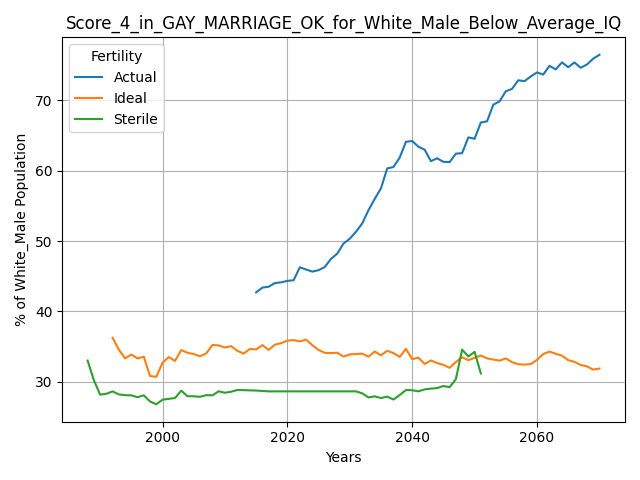 Score_4_in_GAY_MARRIAGE_OK_for_White_Male_Below_Average_IQ
Fertility
Actual
Ideal
Sterile
% of White_Male Population
70
60
50
40
30
2000
2020
2040
2060
Years